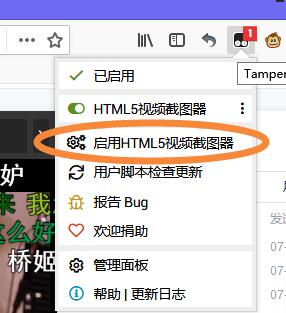 1
Tamper
已启用
HTML5视频截图器
启用HTML5视频截图器
用户脚本检查更新
报告 Bug
欢迎捐助
管理面板
帮助 | 更新日志
妒
来 我
这么好
桥姬
发
07-
07-
07-